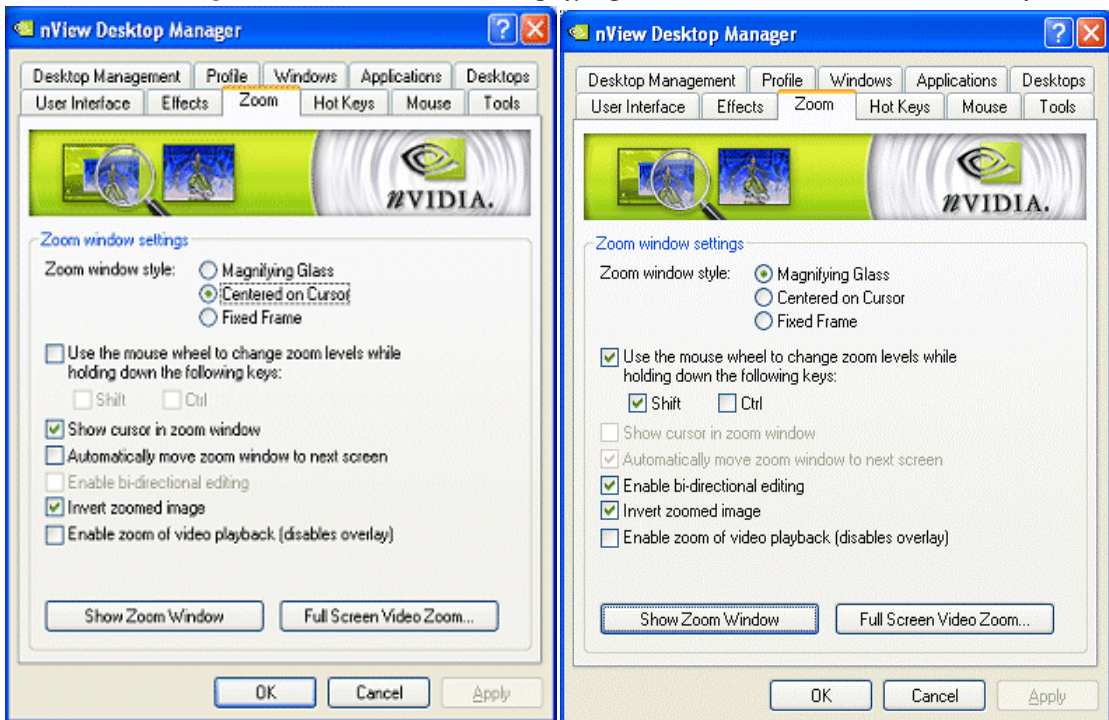 nView Desktop Manager
Desktop Management Profile Windows Applications Desktops
User Interface Effects Zoom Hot Keys Mouse Tools
nVIDIA.
Zoom window settings
Zoom window style: Magnifying Glass
Centered on Cursor
Fixed Frame
Use the mouse wheel to change zoom levels while
holding down the following keys:
Shift Ctrl
Show cursor in zoom window
Automatically move zoom window to next screen
Enable bi-directional editing
Invert zoomed image
Enable zoom of video playback (disables overlay)
Show Zoom Window Full Screen Video Zoom...
OK Cancel Apply
nView Desktop Manager
Desktop Management Profile Windows Applications Desktops
User Interface Effects Zoom Hot Keys Mouse Tools
nVIDIA.
Zoom window settings
Zoom window style: Magnifying Glass
Centered on Cursor
Fixed Frame
Use the mouse wheel to change zoom levels while
holding down the following keys:
Shift Ctrl
Show cursor in zoom window
Automatically move zoom window to next screen
Enable bi-directional editing
Invert zoomed image
Enable zoom of video playback (disables overlay)
Show Zoom Window Full Screen Video Zoom...
OK Cancel Apply